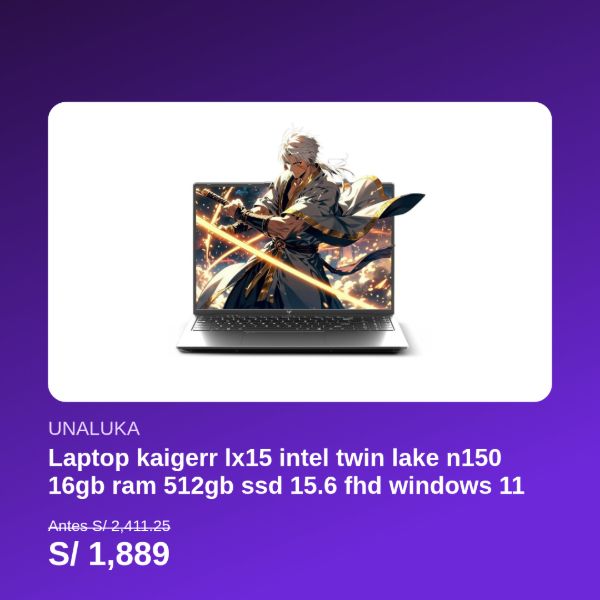 UNALUKA
Laptop kaigerr lx15 intel twin lake n150
16gb ram 512gb ssd 15.6 fhd windows 11
Antes S/ 2,411.25
S/ 1,889